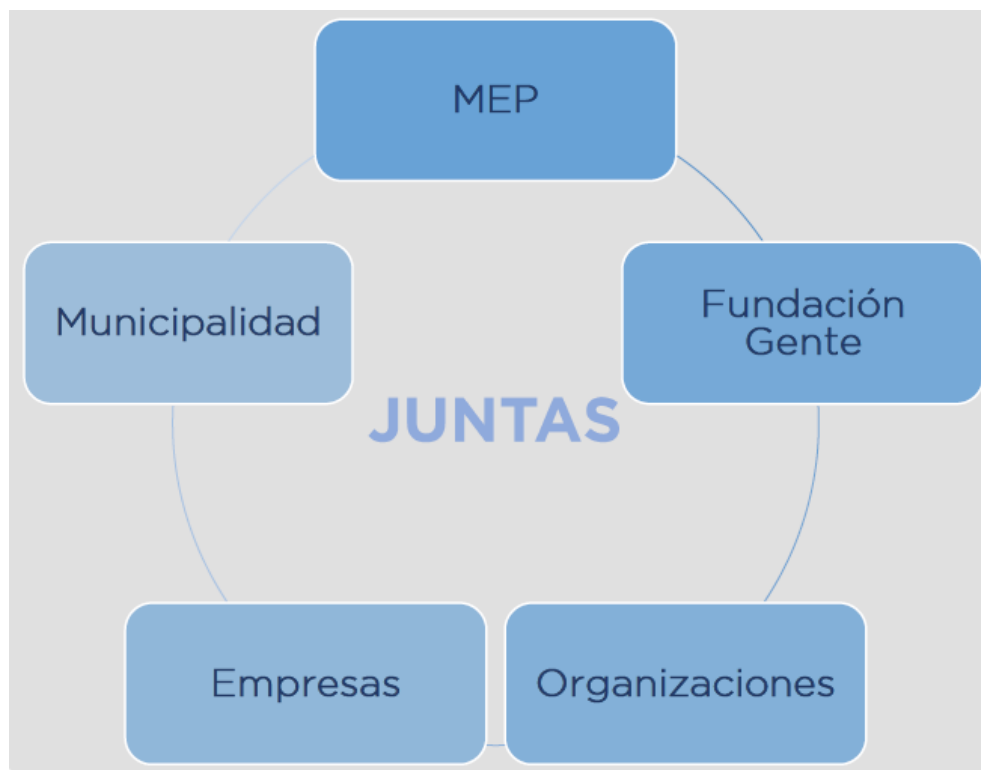 MEP
Municipalidad
Fundación
Gente
JUNTAS
Empresas
Organizaciones